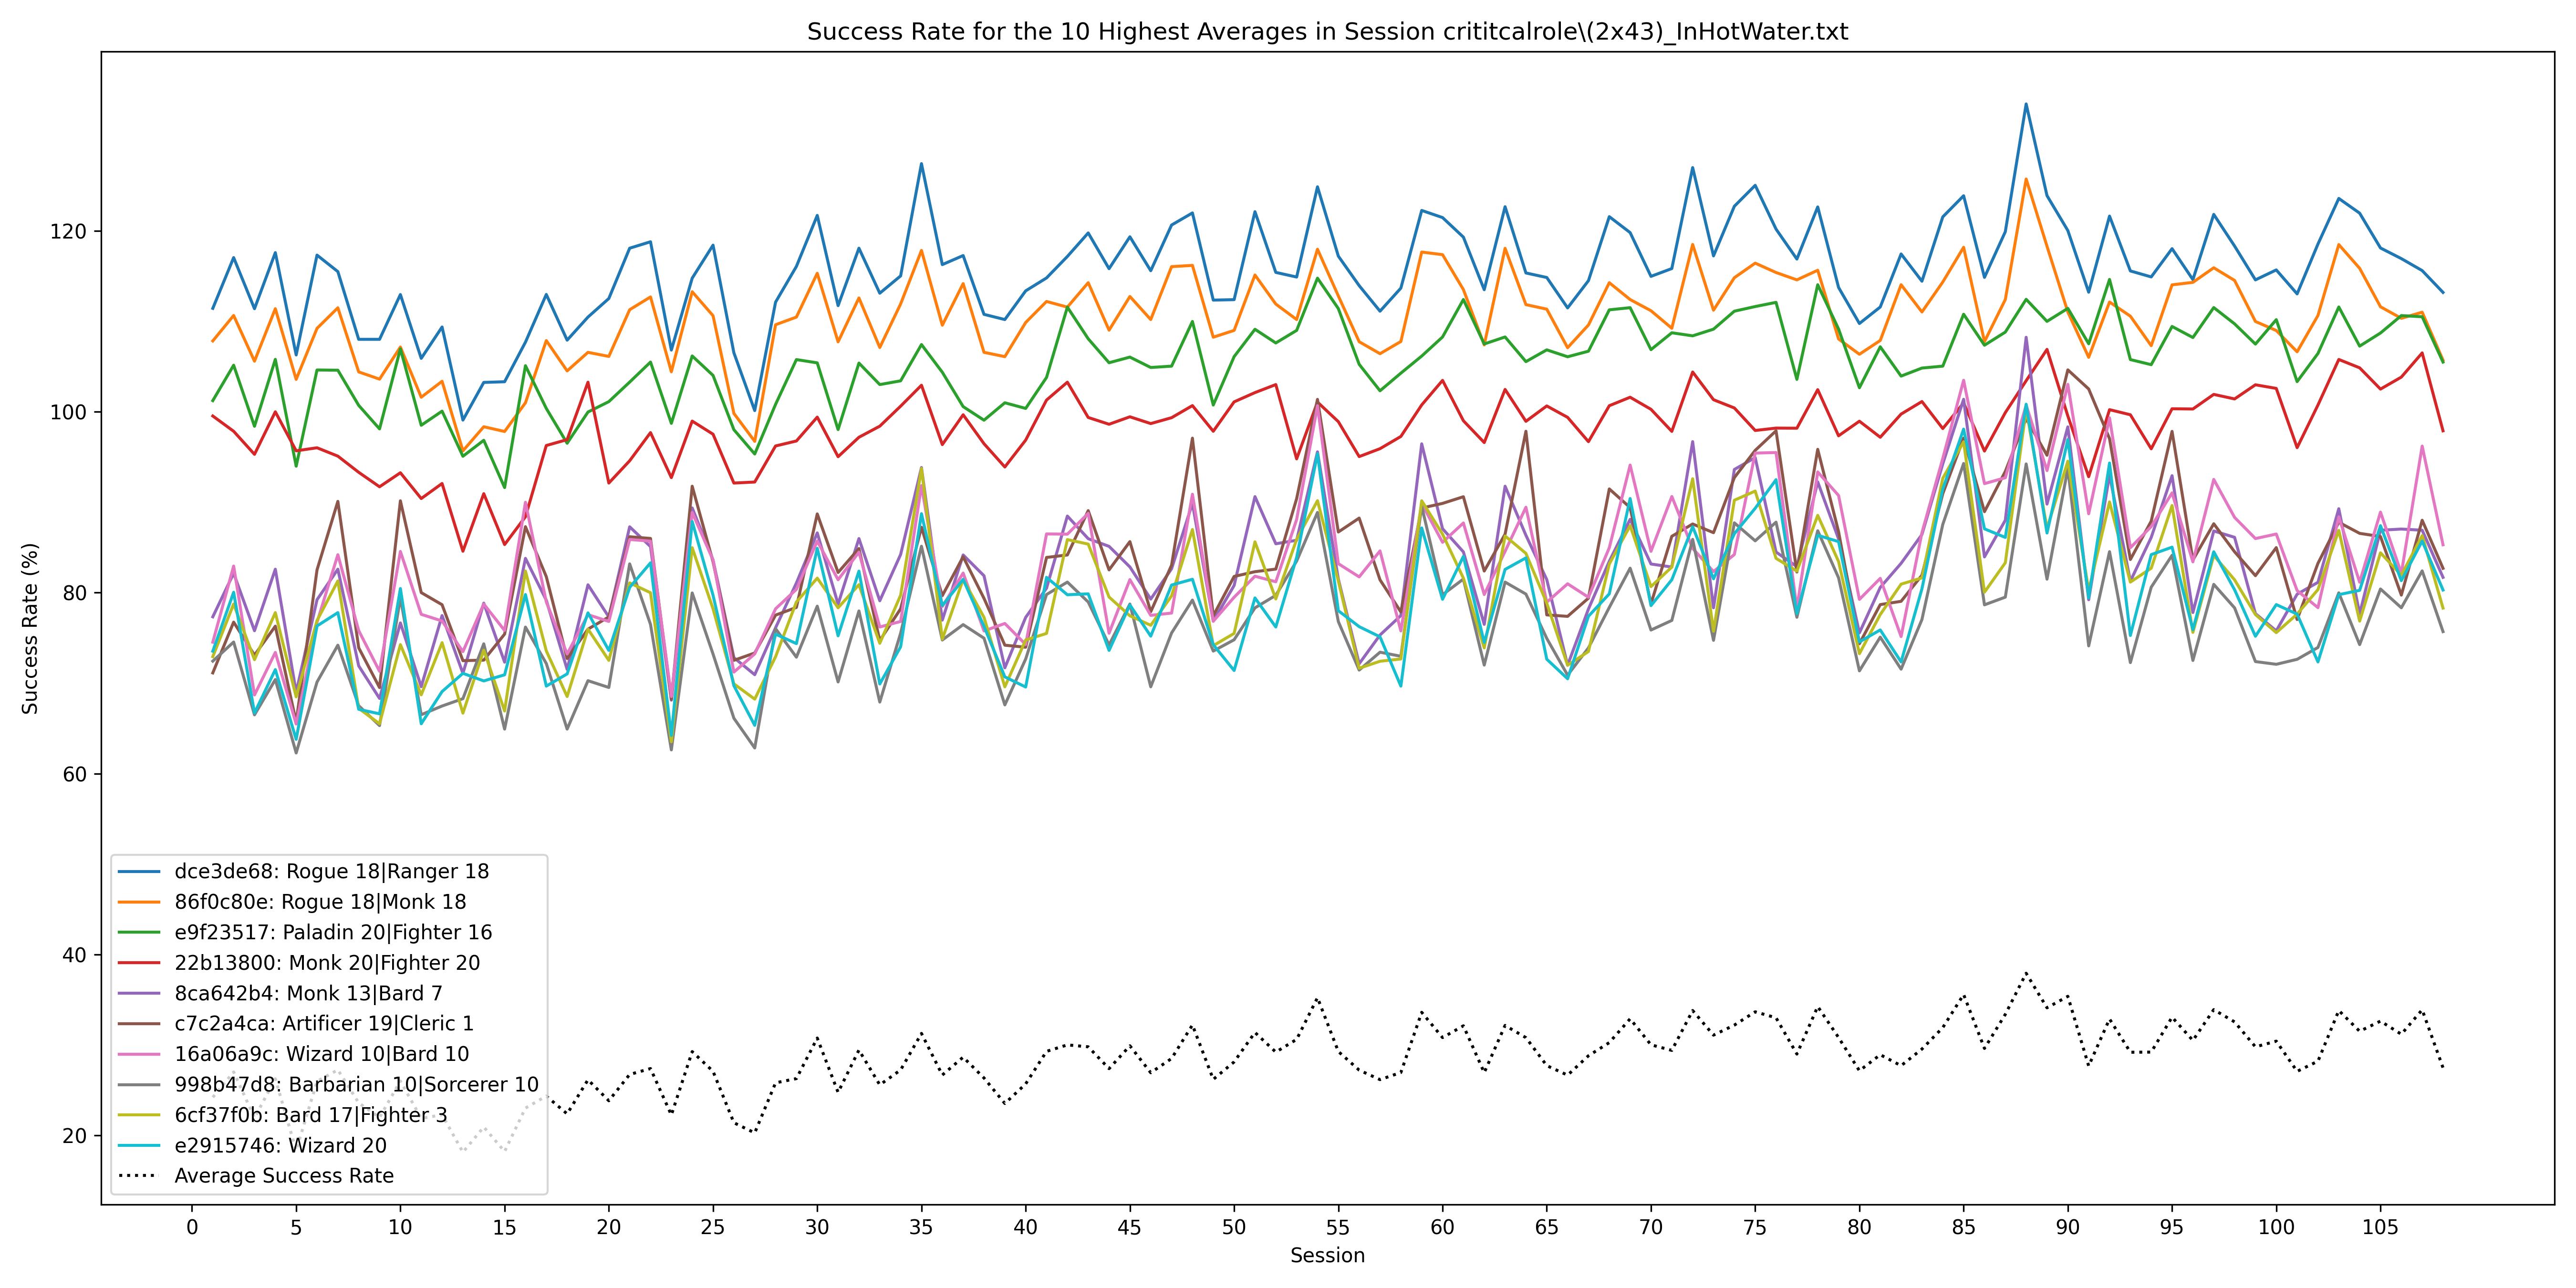 Success Rate for the 10 Highest Averages in Session crititcalrole\(2x43)_InHotWater.txt
Success Rate (%)
120
100
80
60
40
20
dce3de68: Rogue 18|Ranger 18
86f0c80e: Rogue 18|Monk 18
e9f23517: Paladin 20|Fighter 16
22b13800: Monk 20|Fighter 20
8ca642b4: Monk 13|Bard 7
c7c2a4ca: Artificer 19|Cleric 1
16a06a9c: Wizard 10|Bard 10
998b47d8: Barbarian 10|Sorcerer 10
6cf37f0b: Bard 17|Fighter 3
e2915746: Wizard 20
Average Success Rate
0 5 10 15 20 25 30 35 40 45 50 55 60 65 70 75 80 85 90 95 100 105
Session